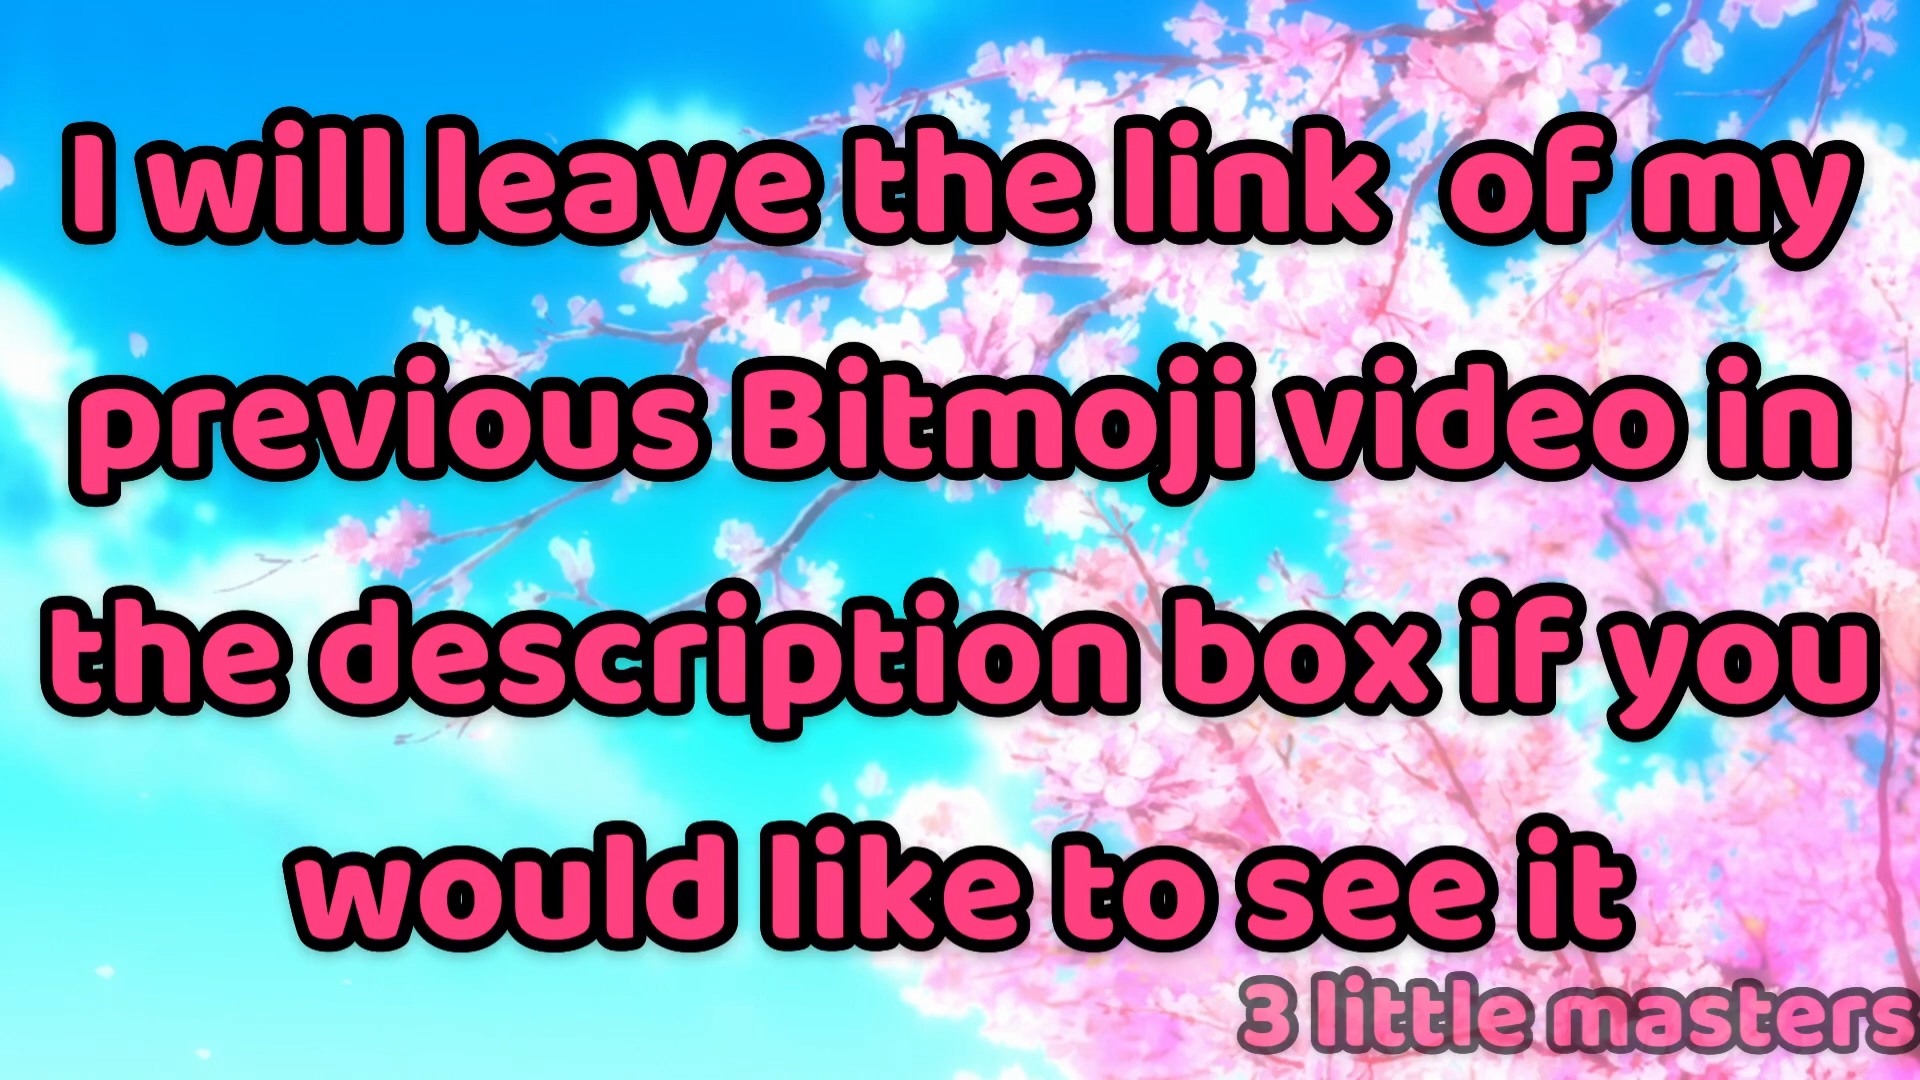 I will leave the link  of my
previous Bitmoji video in
the description box if you
would like to see it
3 little masters